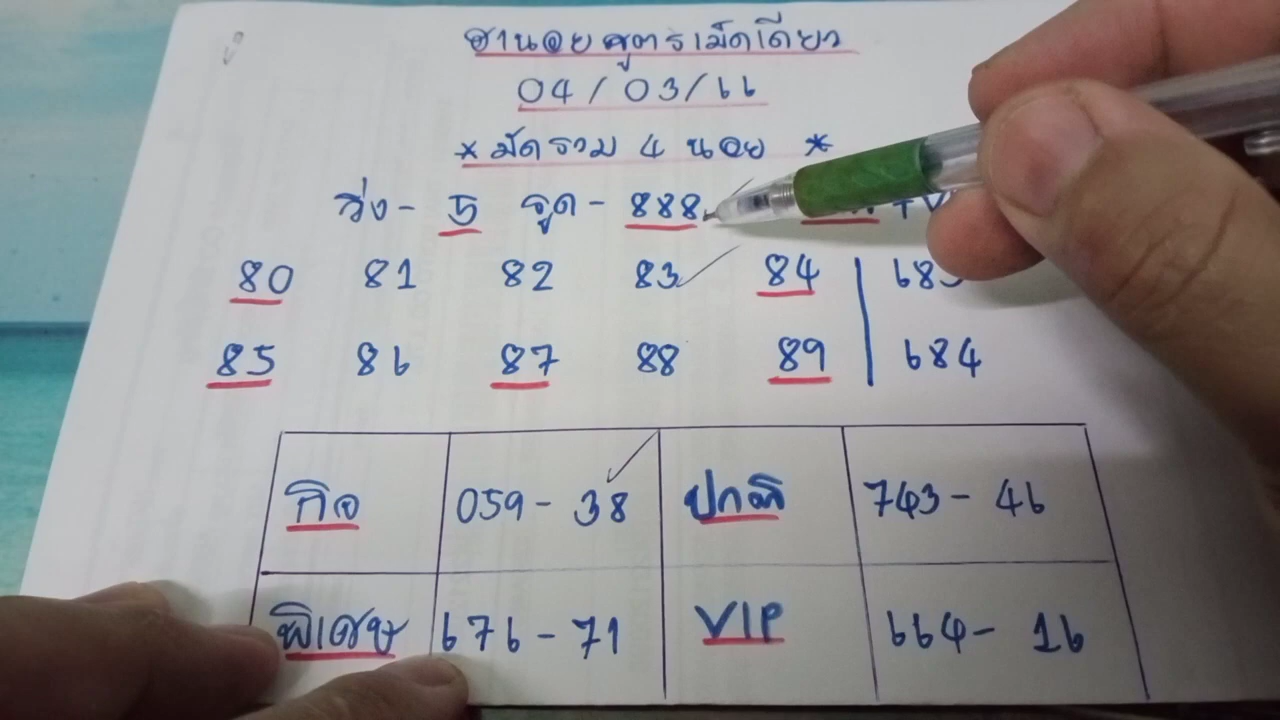 ฮานอยสูตรเม็ดเดียว
04/03/66
* มัดรวม 4 นอย *
วิ่ง - 5 รูด - 888 + V
80 81 82 83 84 | 685
85 86 87 88 89 | 684
กิจ 059 - 38 ปกติ 743 - 46
พิเศษ 676 - 71 VIP 664 - 16